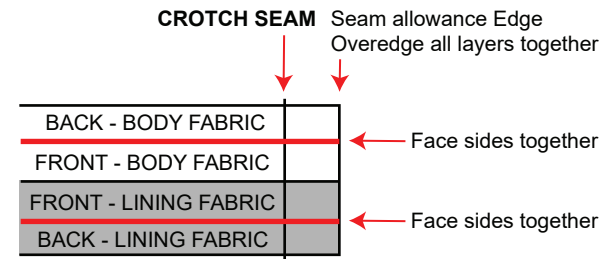 CROTCH SEAM
Seam allowance Edge
Overedge all layers together
BACK - BODY FABRIC
Face sides together
FRONT - BODY FABRIC
FRONT - LINING FABRIC
Face sides together
BACK - LINING FABRIC